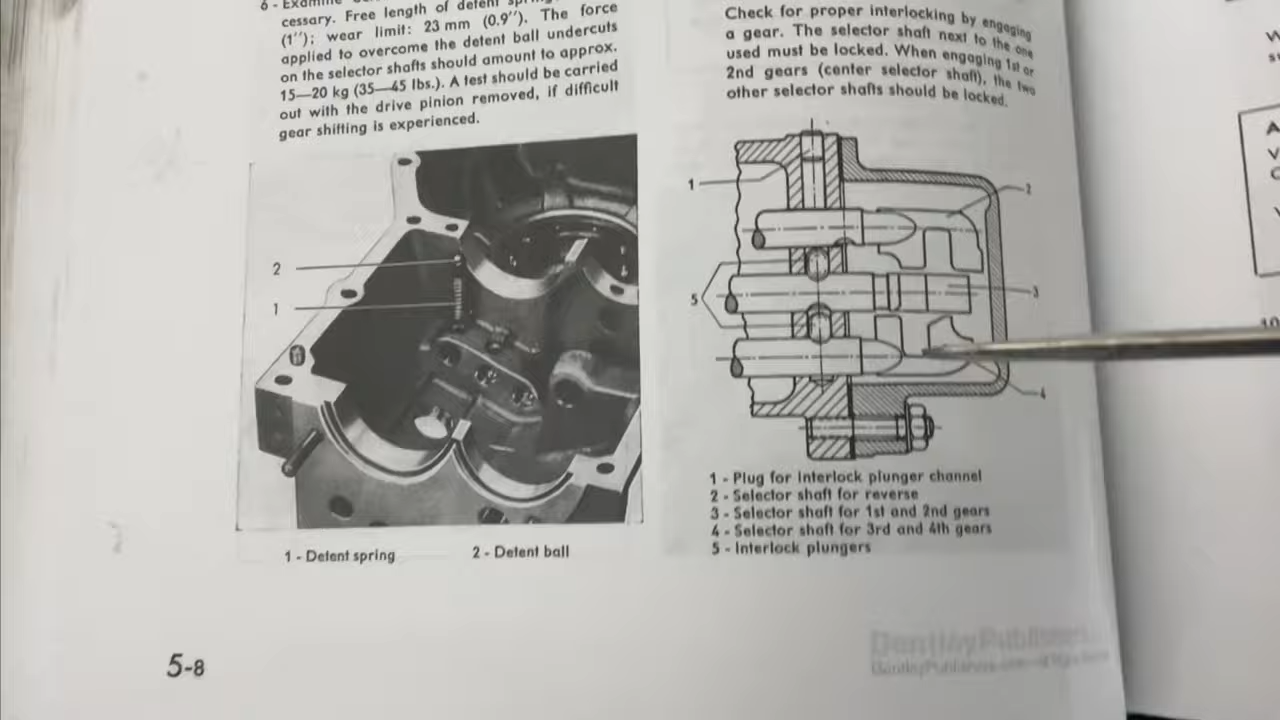 6 - Examine
cessary. Free length of detent
(1"); wear limit: 23 mm (0.9"). The force
applied to overcome the detent ball undercuts
on the selector shafts should amount to approx.
15—20 kg (35—45 lbs.). A test should be carried
out with the drive pinion removed, if difficult
gear shifting is experienced.
2
1
1 - Detent spring 2 - Detent ball
5-8
Check for proper interlocking by engaging
a gear. The selector shaft next to the one
used must be locked. When engaging 1st or
2nd gears (center selector shaft), the two
other selector shafts should be locked.
1
2
5
3
4
1 - Plug for interlock plunger channel
2 - Selector shaft for reverse
3 - Selector shaft for 1st and 2nd gears
4 - Selector shaft for 3rd and 4th gears
5 - Interlock plungers
W
A
V
C
10